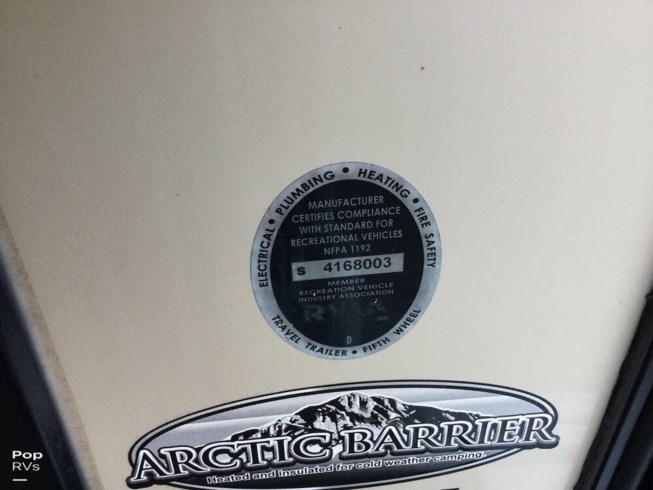 ELECTRICAL • PLUMBING • HEATING • FIRE SAFETY
MANUFACTURER
CERTIFIES COMPLIANCE
WITH STANDARD FOR
RECREATIONAL VEHICLES
NFPA 1192
S 4168003
MEMBER
RECREATION VEHICLE
INDUSTRY ASSOCIATION
RVIA
D
TRAVEL TRAILER • FIFTH WHEEL
ARCTIC BARRIER
Heated and insulated for cold weather camping.
Pop
RVs